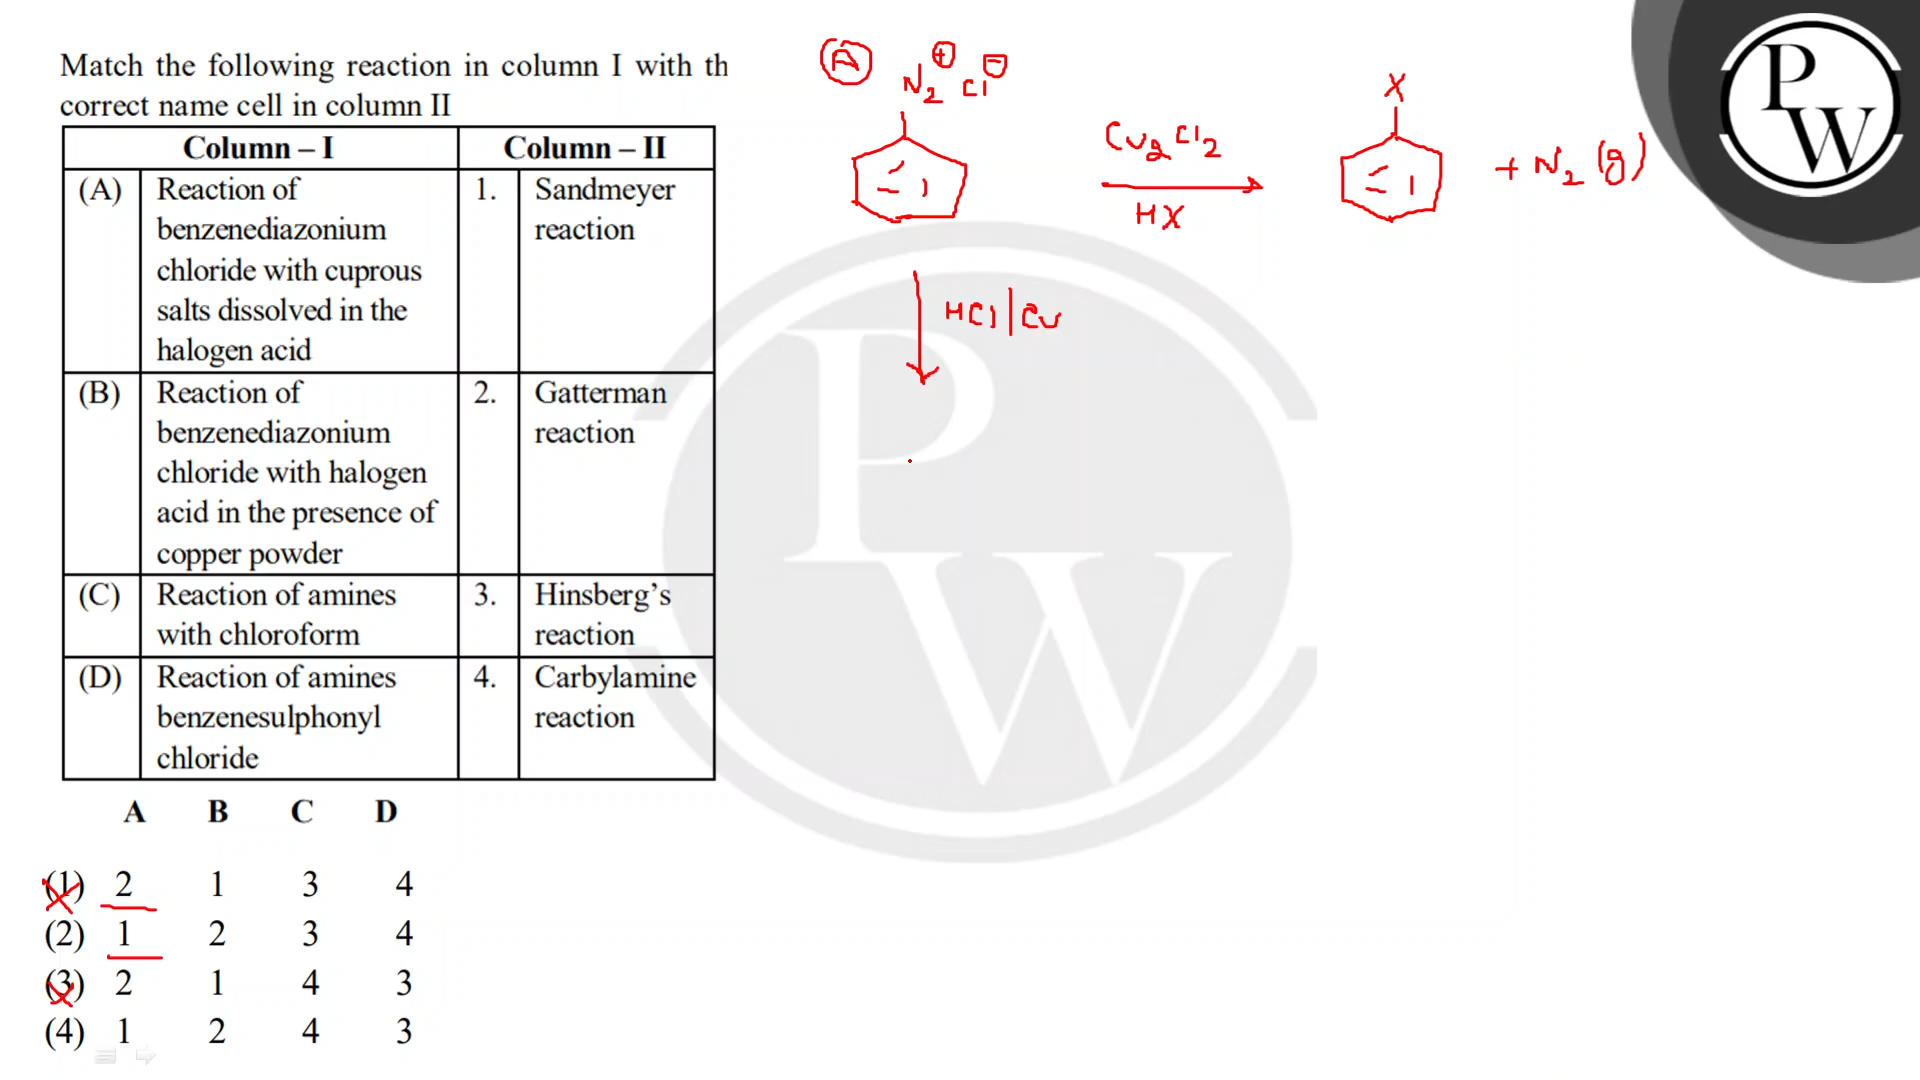 Match the following reaction in column I with th
correct name cell in column II
Column – I Column – II
(A) Reaction of benzenediazonium chloride with cuprous salts dissolved in the halogen acid 1. Sandmeyer reaction
(B) Reaction of benzenediazonium chloride with halogen acid in the presence of copper powder 2. Gatterman reaction
(C) Reaction of amines with chloroform 3. Hinsberg’s reaction
(D) Reaction of amines benzenesulphonyl chloride 4. Carbylamine reaction
A B C D
(1) 2 1 3 4
(2) 1 2 3 4
(3) 2 1 4 3
(4) 1 2 4 3
A
N2⊕ Cl⊖
Cu2Cl2
HX
X
+ N2 (g)
HCl | Cu
P
W
P
W